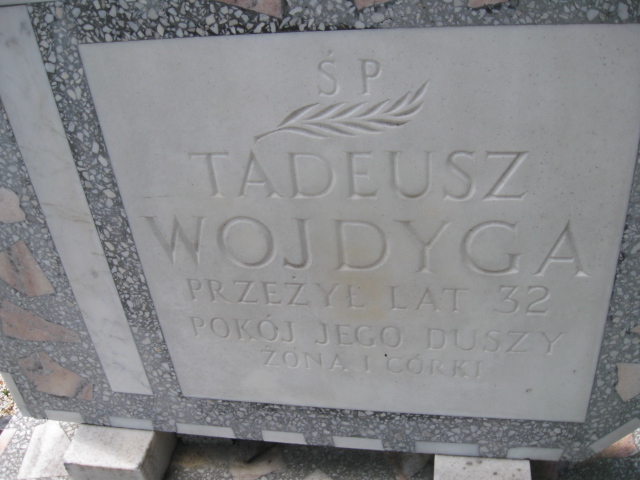 ŚP
TADEUSZ
WOJDYGA
PRZEŻYŁ LAT 32
POKÓJ JEGO DUSZY
ŻONA I CÓRKI